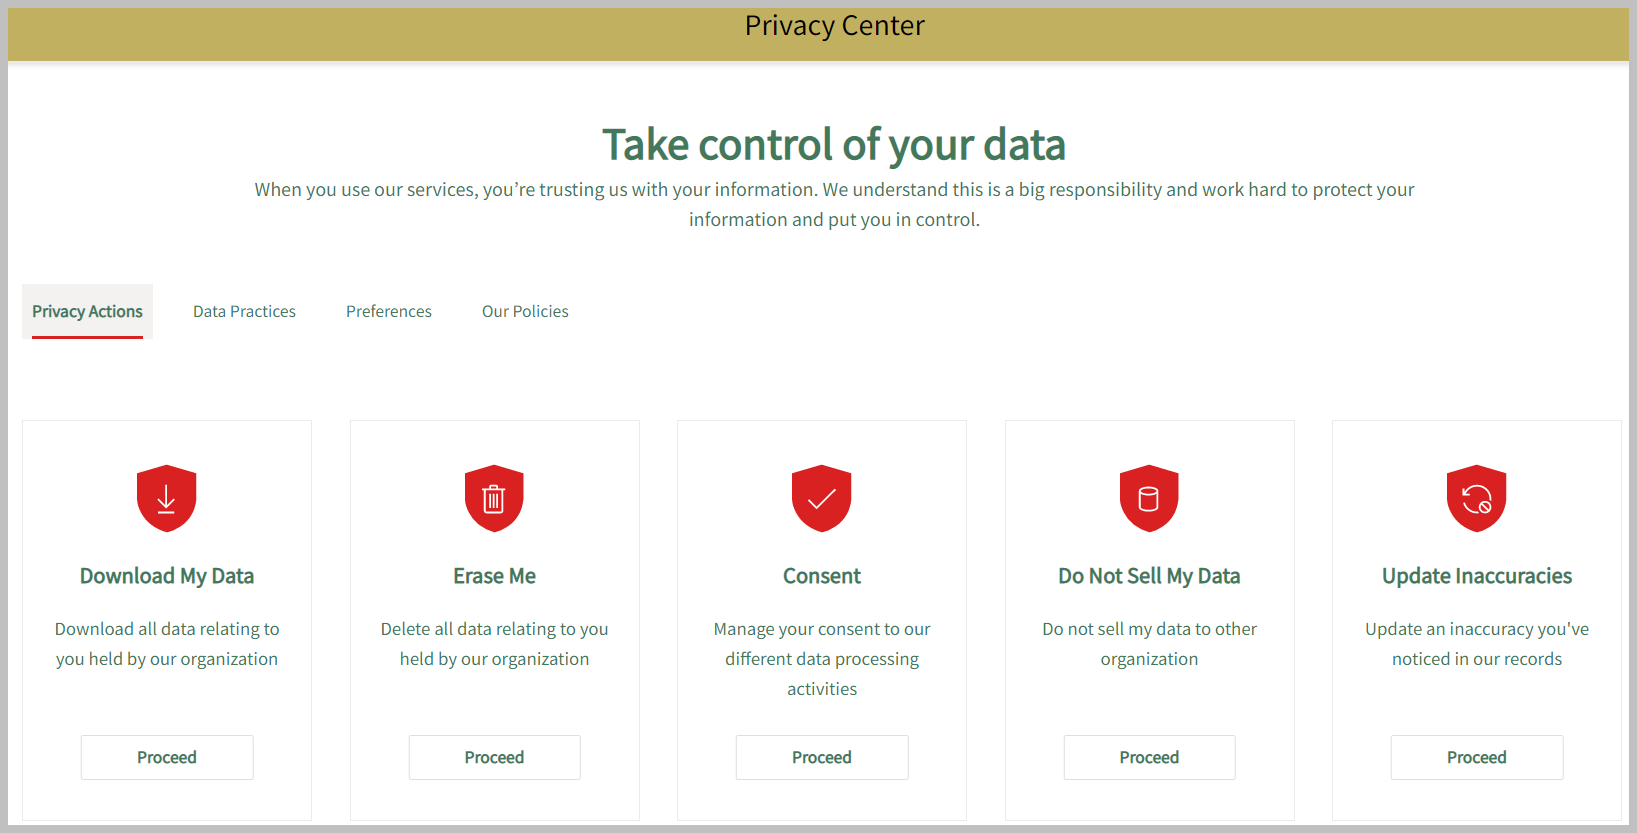 Privacy Center
Take control of your data
When you use our services, you’re trusting us with your information. We understand this is a big responsibility and work hard to protect your
information and put you in control.
Privacy Actions
Data Practices
Preferences
Our Policies
Download My Data
Download all data relating to
you held by our organization
Proceed
Erase Me
Delete all data relating to you
held by our organization
Proceed
Consent
Manage your consent to our
different data processing
activities
Proceed
Do Not Sell My Data
Do not sell my data to other
organization
Proceed
Update Inaccuracies
Update an inaccuracy you've
noticed in our records
Proceed